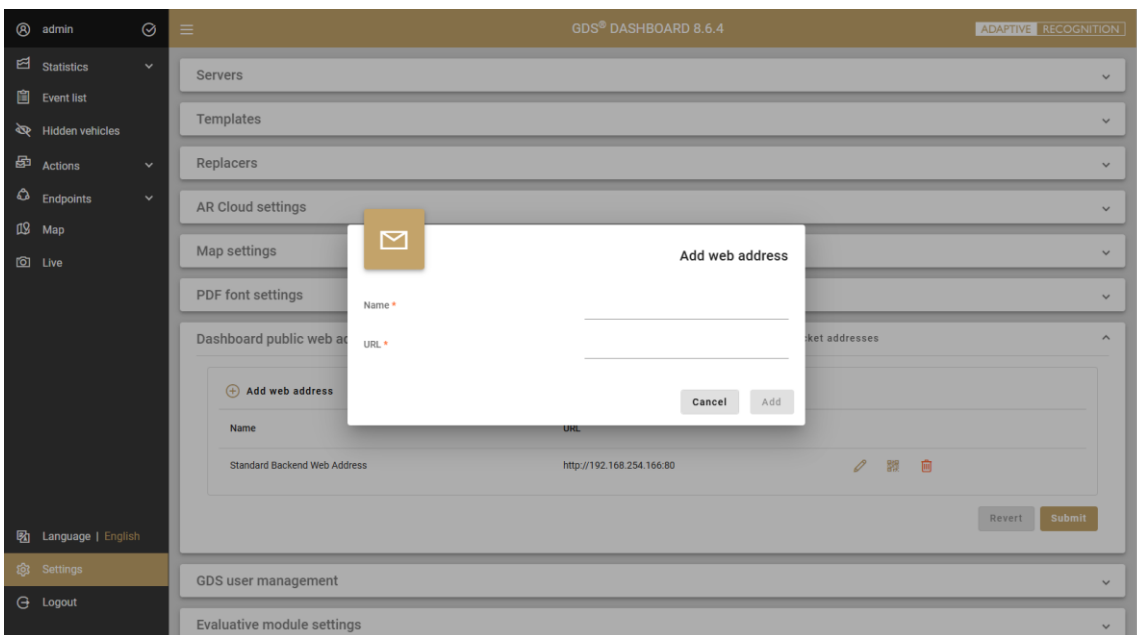 admin
GDS® DASHBOARD 8.6.4
ADAPTIVE RECOGNITION
Statistics
Event list
Hidden vehicles
Actions
Endpoints
Map
Live
Language | English
Settings
Logout
Servers
Templates
Replacers
AR Cloud settings
Map settings
PDF font settings
Dashboard public web ad
ket addresses
Add web address
Name *
URL *
Cancel
Add
Add web address
Name
URL
Standard Backend Web Address
http://192.168.254.166:80
Revert
Submit
GDS user management
Evaluative module settings